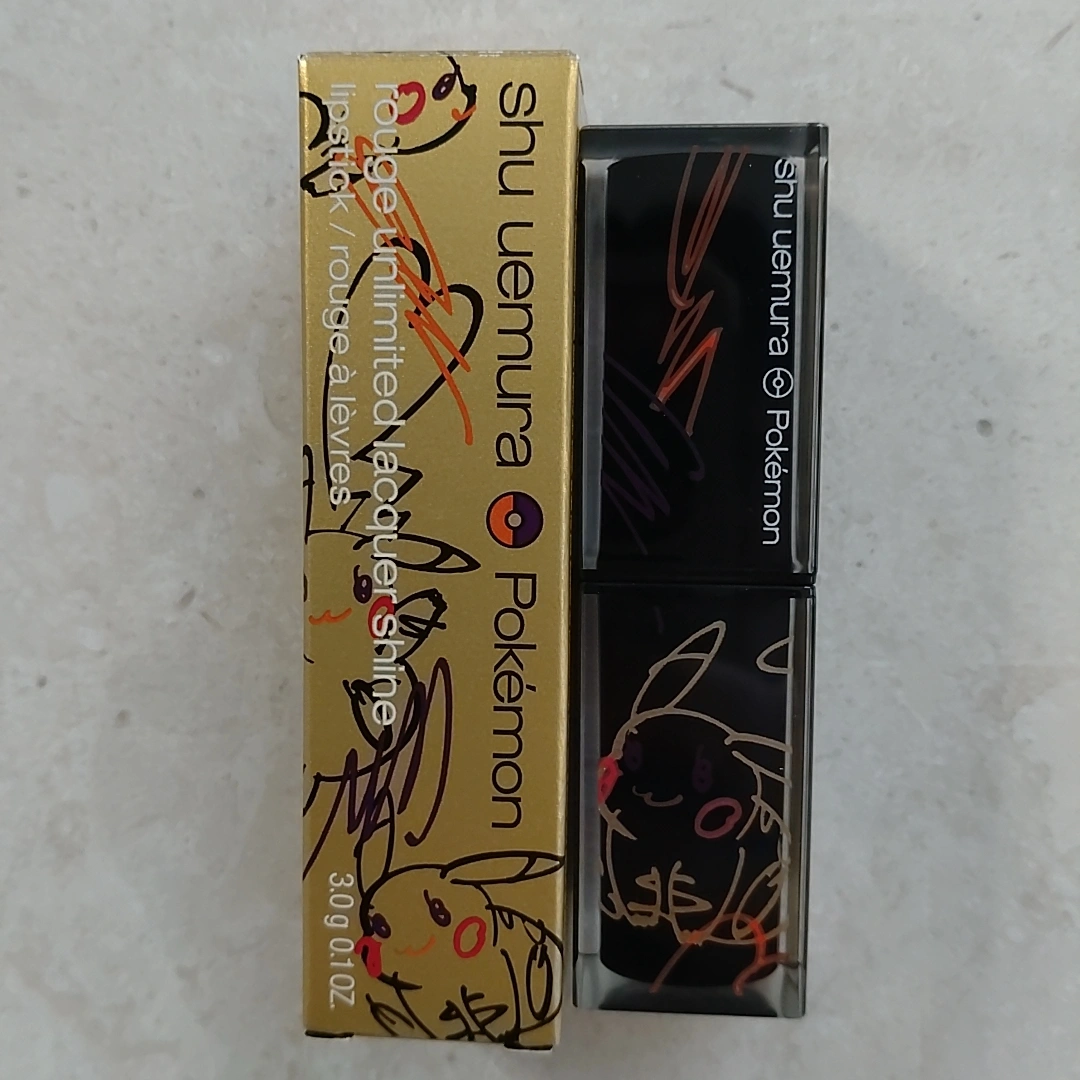 shu uemura Pokémon
rouge unlimited lacquer shine
lipstick / rouge à lèvres
3.0 g 0.1 OZ.
shu uemura Pokémon